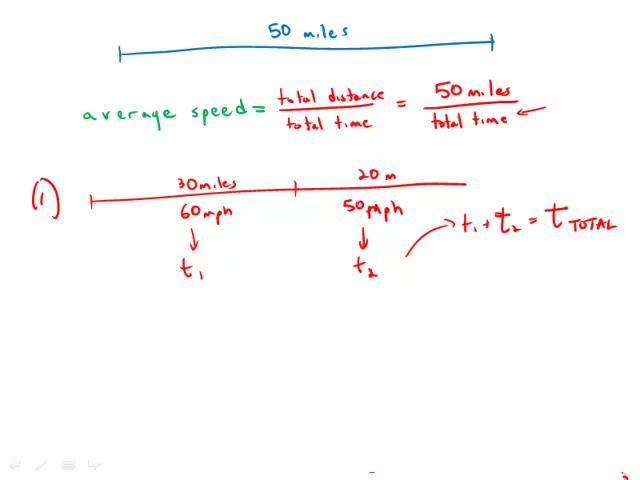 50 miles
average speed = total distance / total time = 50 miles / total time
① 30 miles 20 m
60 mph 50 mph
t₁ t₂ t₁ + t₂ = t TOTAL